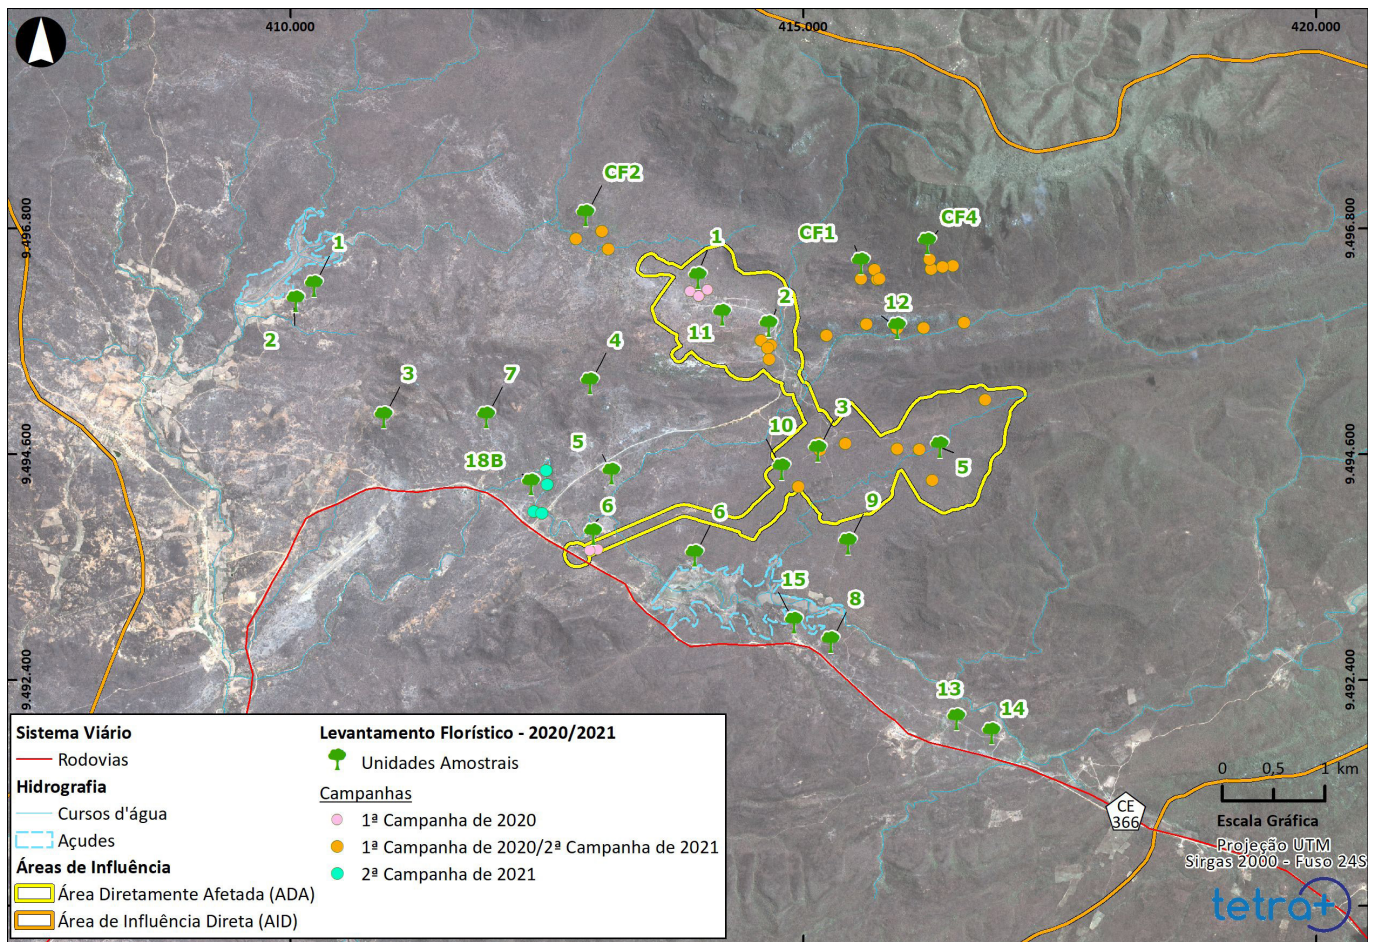 410.000
415.000
420.000
9.496.800
9.496.800
CF2
CF4
CF1
1
1
2
12
2
11
4
3
7
3
10
5
5
18B
9
6
6
15
8
13
14
9.494.600
9.494.600
9.492.400
CE
366
0 0,5 1 km
Escala Gráfica
Projeção UTM
Sirgas 2000 - Fuso 24S
tetra+
Sistema Viário
Rodovias
Hidrografia
Cursos d'água
Açudes
Áreas de Influência
Área Diretamente Afetada (ADA)
Área de Influência Direta (AID)
Levantamento Florístico - 2020/2021
Unidades Amostrais
Campanhas
1ª Campanha de 2020
1ª Campanha de 2020/2ª Campanha de 2021
2ª Campanha de 2021